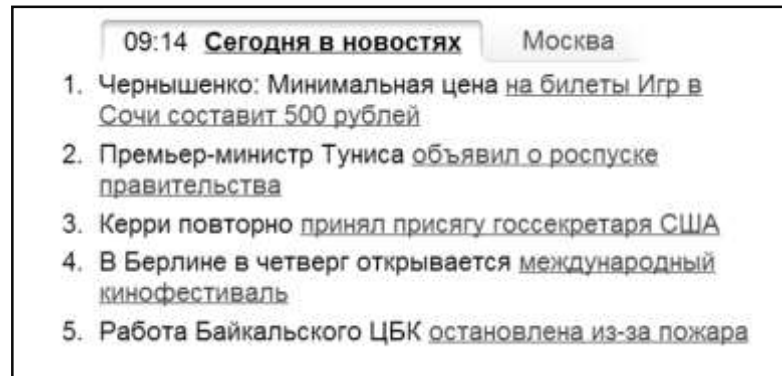 09:14 Сегодня в новостях Москва
1. Чернышенко: Минимальная цена на билеты Игр в
Сочи составит 500 рублей
2. Премьер-министр Туниса объявил о роспуске
правительства
3. Керри повторно принял присягу госсекретаря США
4. В Берлине в четверг открывается международный
кинофестиваль
5. Работа Байкальского ЦБК остановлена из-за пожара